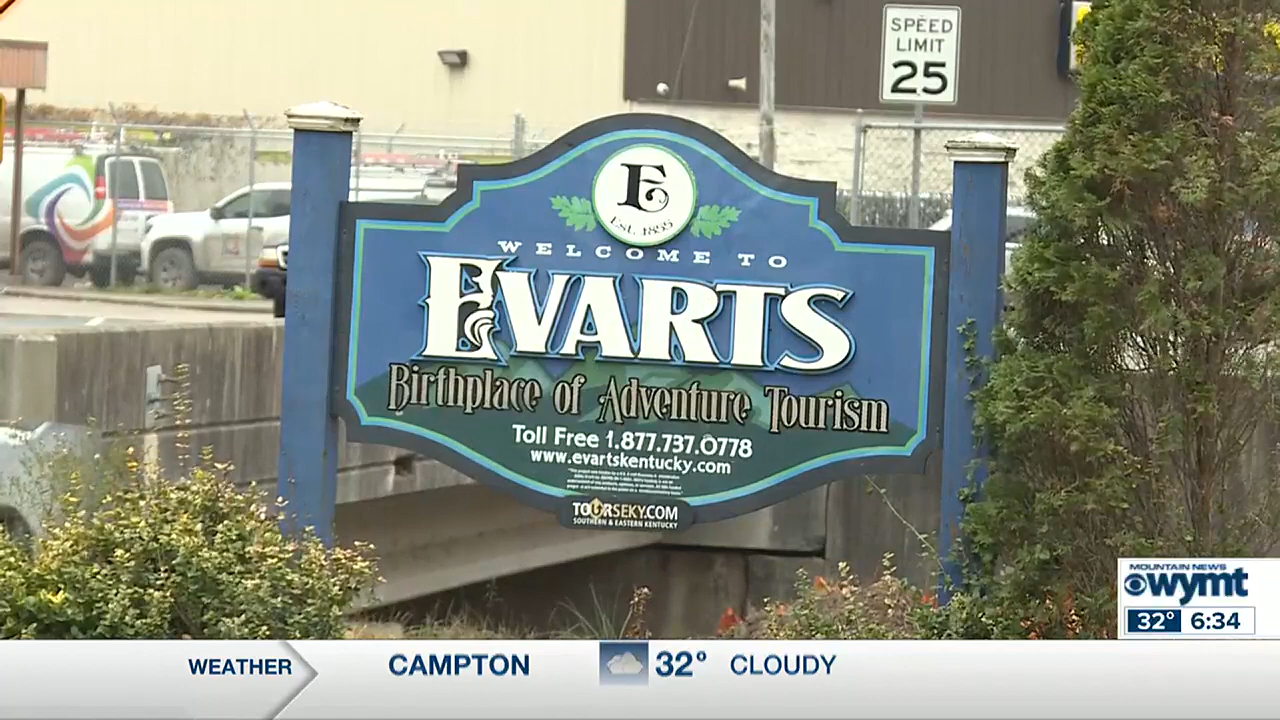 SPEED
LIMIT
25
E
EST. 1855
WELCOME TO
EVARTS
Birthplace of Adventure Tourism
Toll Free 1.877.737.0778
www.evartskentucky.com
TOURSEKY.COM
SOUTHERN & EASTERN KENTUCKY
MOUNTAIN NEWS
wymt
32° 6:34
WEATHER CAMPTON 32° CLOUDY